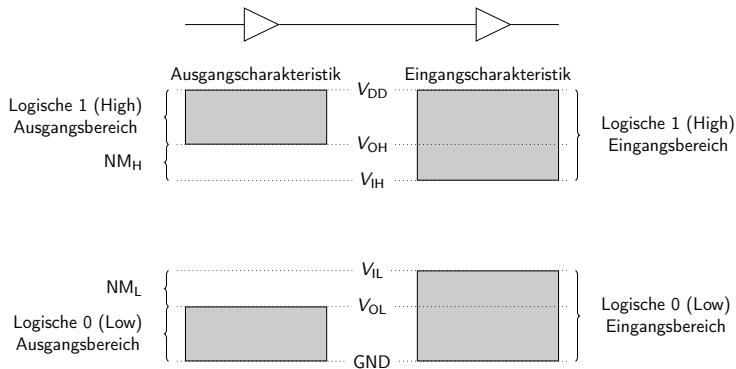 Ausgangscharakteristik
Eingangscharakteristik
V_DD
Logische 1 (High)
Ausgangsbereich
Logische 1 (High)
Eingangsbereich
V_OH
NM_H
V_IH
V_IL
NM_L
V_OL
Logische 0 (Low)
Ausgangsbereich
Logische 0 (Low)
Eingangsbereich
GND